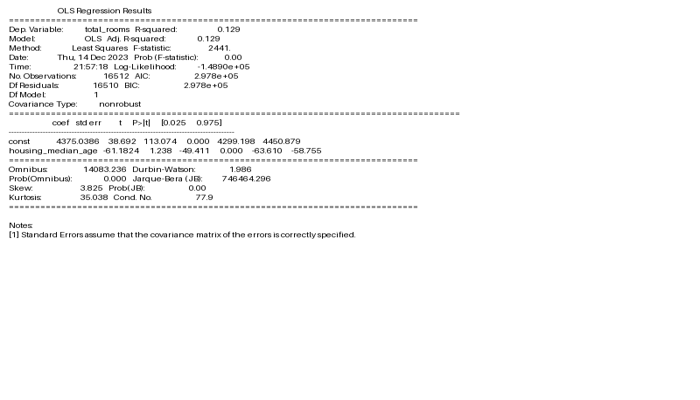 OLS Regression Results
==============================================================================
Dep. Variable: total_rooms R-squared: 0.129
Model: OLS Adj. R-squared: 0.129
Method: Least Squares F-statistic: 2441.
Date: Thu, 14 Dec 2023 Prob (F-statistic): 0.00
Time: 21:57:18 Log-Likelihood: -1.4890e+05
No. Observations: 16512 AIC: 2.978e+05
Df Residuals: 16510 BIC: 2.978e+05
Df Model: 1
Covariance Type: nonrobust
======================================================================================
coef std err t P>|t| [0.025 0.975]
--------------------------------------------------------------------------------------
const 4375.0386 38.692 113.074 0.000 4299.198 4450.879
housing_median_age -61.1824 1.238 -49.411 0.000 -63.610 -58.755
==============================================================================
Omnibus: 14083.236 Durbin-Watson: 1.986
Prob(Omnibus): 0.000 Jarque-Bera (JB): 746464.296
Skew: 3.825 Prob(JB): 0.00
Kurtosis: 35.038 Cond. No. 77.9
==============================================================================
Notes:
[1] Standard Errors assume that the covariance matrix of the errors is correctly specified.